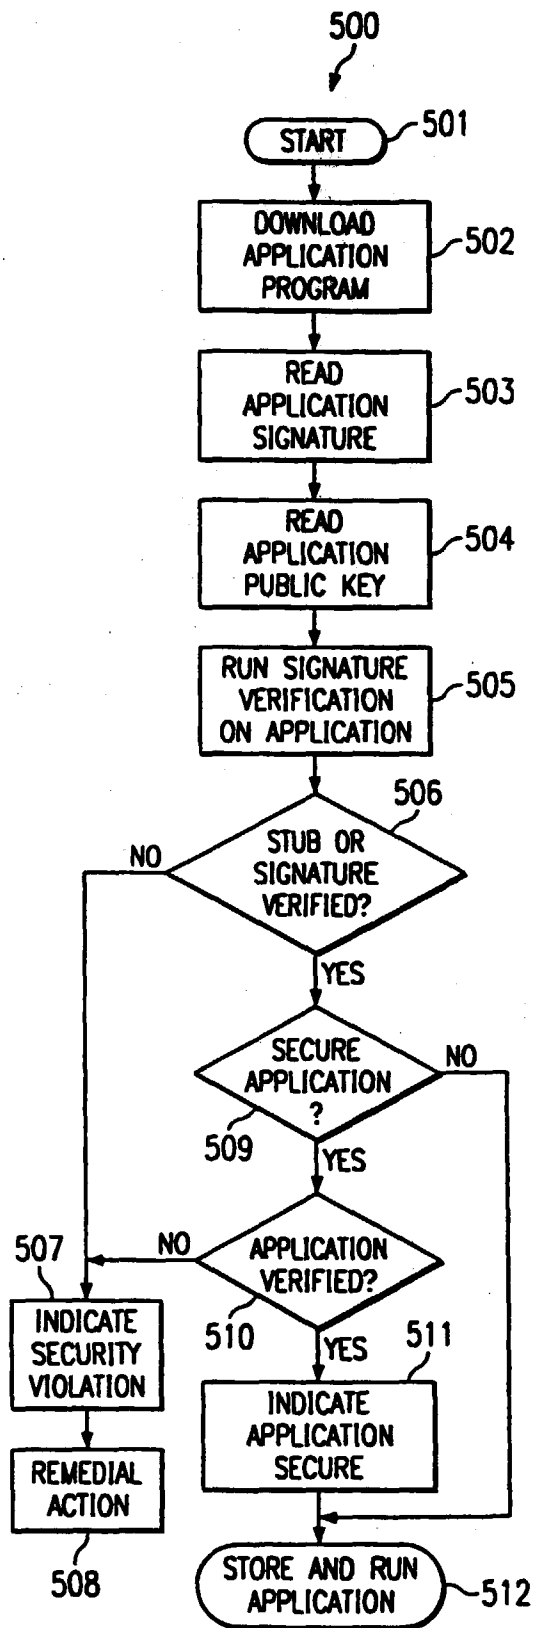 500
START
501
DOWNLOAD
APPLICATION
PROGRAM
502
READ
APPLICATION
SIGNATURE
503
READ
APPLICATION
PUBLIC KEY
504
RUN SIGNATURE
VERIFICATION
ON APPLICATION
505
506
STUB OR
SIGNATURE
VERIFIED?
NO
YES
SECURE
APPLICATION
?
NO
509
YES
APPLICATION
VERIFIED?
NO
510
YES
507
INDICATE
SECURITY
VIOLATION
511
INDICATE
APPLICATION
SECURE
REMEDIAL
ACTION
508
STORE AND RUN
APPLICATION
512